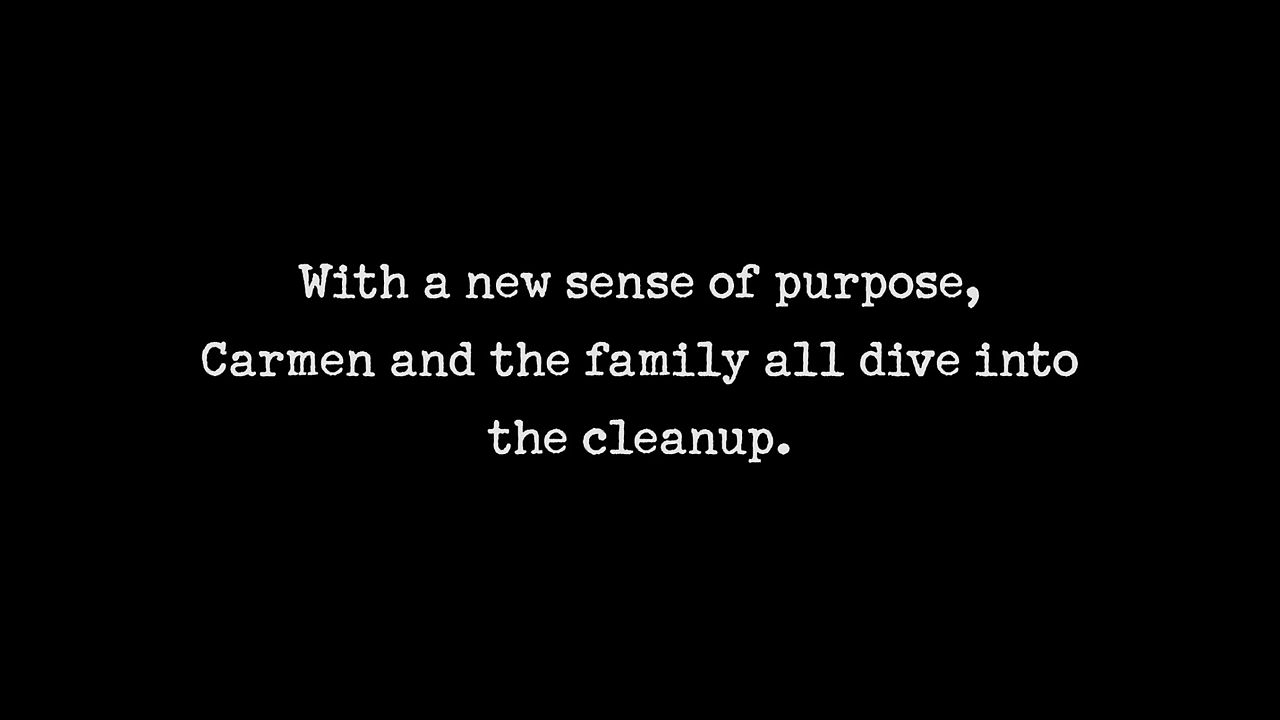 With a new sense of purpose,
Carmen and the family all dive into
the cleanup.